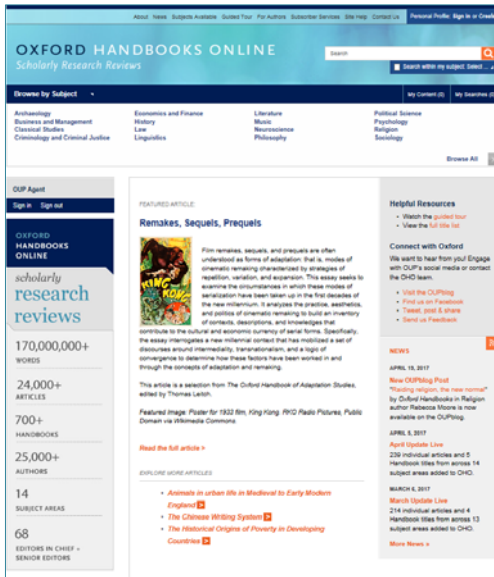 About News Subjects Available Guided Tour For Authors Subscriber Services Site Help Contact Us Personal Profile: Sign in or Create
OXFORD HANDBOOKS ONLINE
Scholarly Research Reviews
Search
Search within my subject: Select...
Browse by Subject
My Content (0) My Searches (0)
Archaeology
Business and Management
Classical Studies
Criminology and Criminal Justice
Economics and Finance
History
Law
Linguistics
Literature
Music
Neuroscience
Philosophy
Political Science
Psychology
Religion
Sociology
Browse All
OUP Agent
Sign in Sign out
OXFORD
HANDBOOKS
ONLINE
scholarly
research
reviews
170,000,000+
WORDS
24,000+
ARTICLES
700+
HANDBOOKS
25,000+
AUTHORS
14
SUBJECT AREAS
68
EDITORS IN CHIEF +
SENIOR EDITORS
FEATURED ARTICLE:
Remakes, Sequels, Prequels
KING
KONG
Film remakes, sequels, and prequels are often
understood as forms of adaptation: that is, modes of
cinematic remaking characterized by strategies of
repetition, variation, and expansion. This essay seeks to
examine the circumstances in which these modes of
serialization have been taken up in the first decades of
the new millennium. It analyzes the practice, aesthetics,
and politics of cinematic remaking to build an inventory
of contexts, descriptions, and knowledges that
contribute to the cultural and economic currency of serial forms. Specifically,
the essay interrogates a new millennial context that has mobilized a set of
discourses around intermediality, transnationalism, and a logic of
convergence to determine how these factors have been worked in and
through the concepts of adaptation and remaking.
This article is a selection from The Oxford Handbook of Adaptation Studies,
edited by Thomas Leitch.
Featured Image: Poster for 1933 film, King Kong. RKO Radio Pictures, Public
Domain via Wikimedia Commons
Read the full article >
EXPLORE MORE ARTICLES
• Animals in urban life in Medieval to Early Modern
England
• The Chinese Writing System
• The Historical Origins of Poverty in Developing
Countries
Helpful Resources
• Watch the guided tour
• View the full title list
Connect with Oxford
We want to hear from you! Engage
with OUP's social media or contact
the OHO team.
• Visit the OUPblog
• Find us on Facebook
• Tweet, post & share
• Send us Feedback
NEWS
APRIL 15, 2017
New OUPblog Post
"Raiding religion, the new normal"
by Oxford Handbooks in Religion
author Rebecca Moore is now
available on the OUPblog.
APRIL 5, 2017
April Update Live
239 individual articles and 5
Handbook titles from across 14
subject areas added to OHO.
MARCH 6, 2017
March Update Live
214 individual articles and 4
Handbook titles from across 13
subject areas added to OHO.
More News »